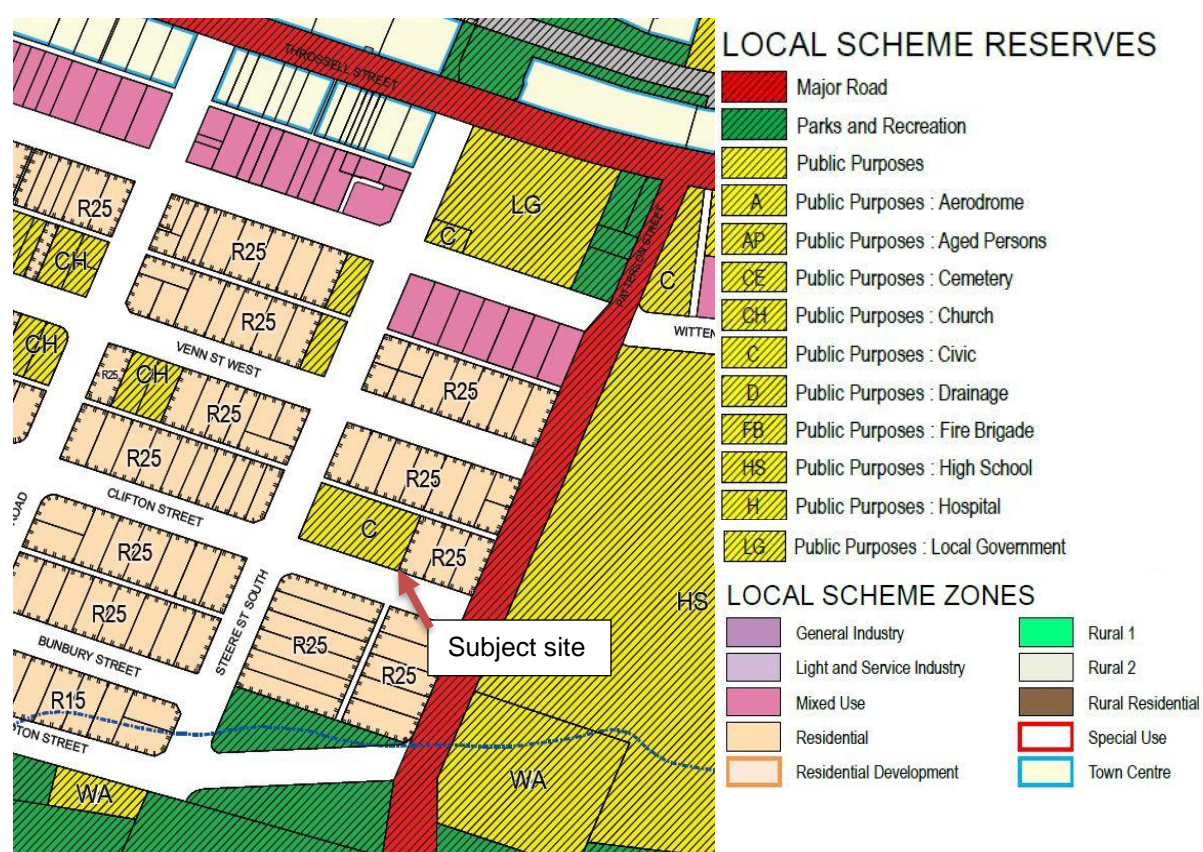 THROSSELL STREET
R25
CH
R25
LG
C
PATTERSON STREET
C
WITTEN
CH
R25
VENN ST WEST
R25
CH
R25
R25
R25
CLIFTON STREET
R25
R25
C
R25
ROAD
R25
HS
Subject site
STEERE ST SOUTH
R25
R25
R25
BUNBURY STREET
R15
PTON STREET
WA
WA
LOCAL SCHEME RESERVES
Major Road
Parks and Recreation
Public Purposes
A Public Purposes : Aerodrome
AP Public Purposes : Aged Persons
CE Public Purposes : Cemetery
CH Public Purposes : Church
C Public Purposes : Civic
D Public Purposes : Drainage
FB Public Purposes : Fire Brigade
HS Public Purposes : High School
H Public Purposes : Hospital
LG Public Purposes : Local Government
LOCAL SCHEME ZONES
General Industry
Light and Service Industry
Mixed Use
Residential
Residential Development
Rural 1
Rural 2
Rural Residential
Special Use
Town Centre